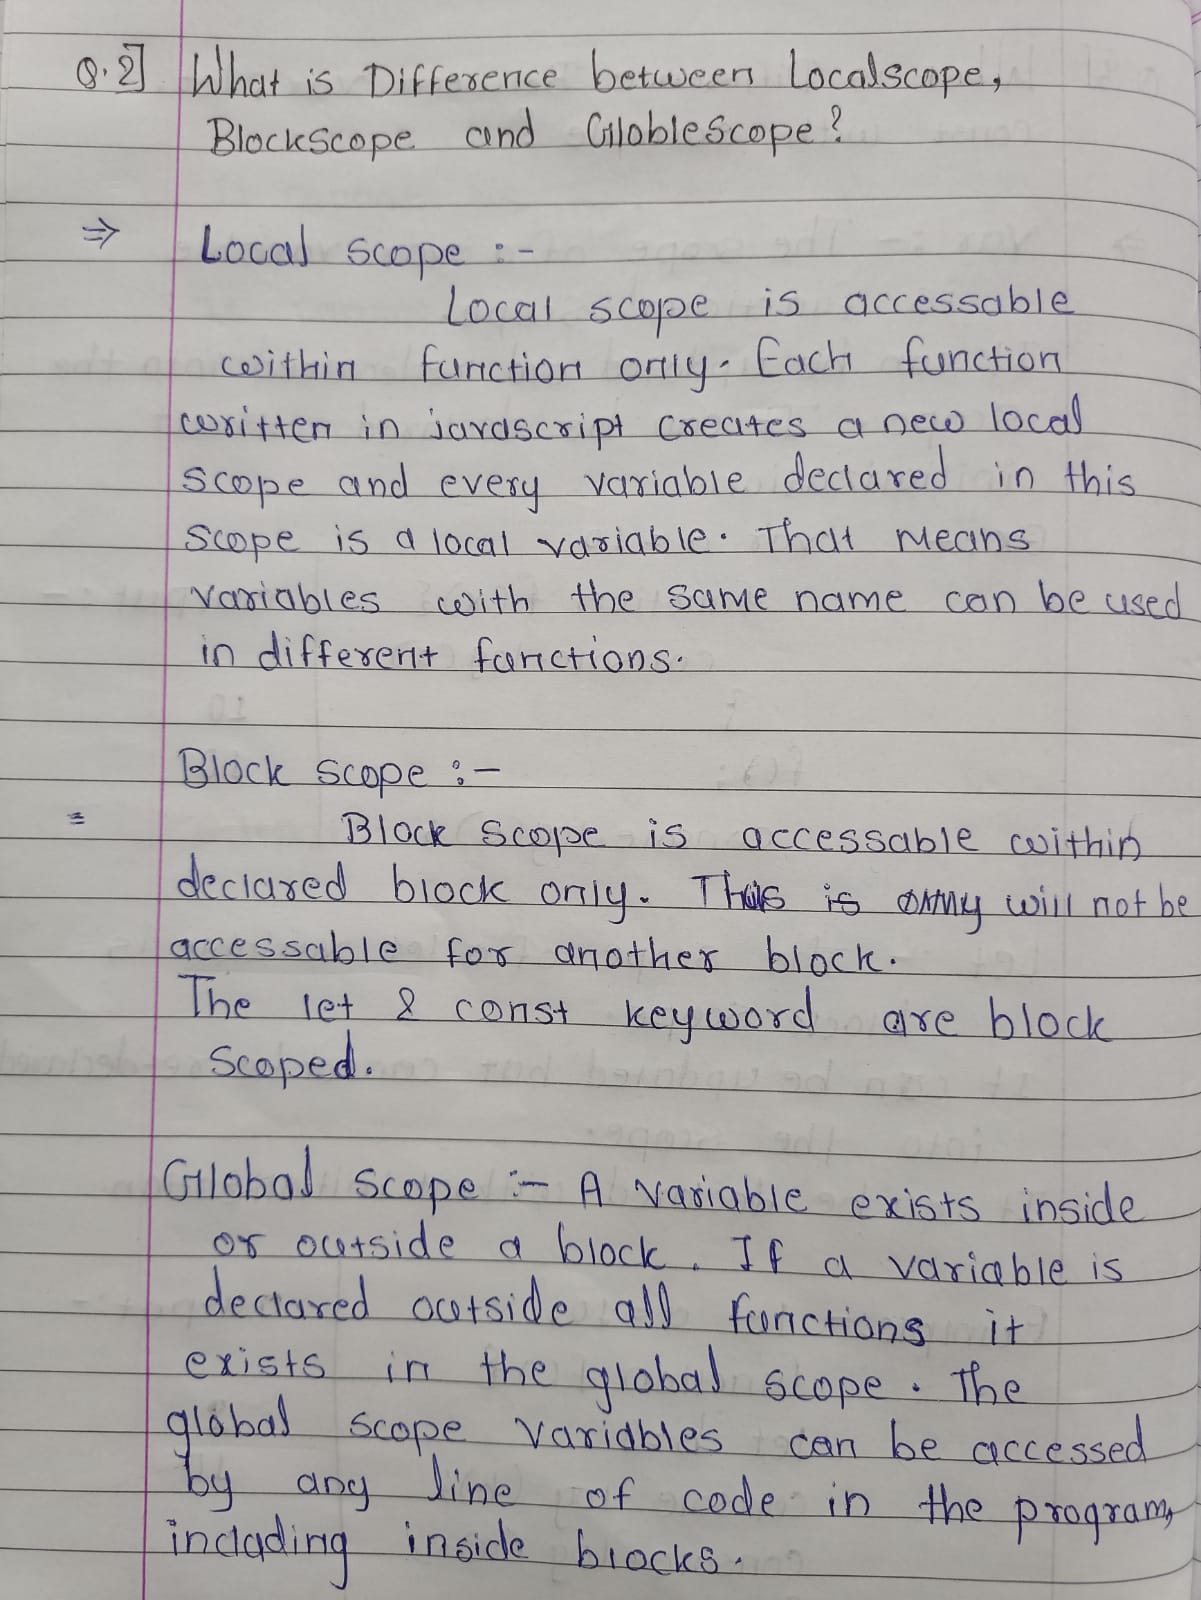 Q.2] What is Difference between Localscope,
BlockScope and GlobleScope?
⇒ Local scope :-
Local scope is accessable
within function only. Each function
written in javascript creates a new local
scope and every variable declared in this
scope is a local variable. That means
variables with the same name can be used
in different functions.
Block scope :-
= Block scope is accessable within
declared block only. This is will not be
accessable for another block.
The let & const keyword are block
scoped.
Global scope :- A variable exists inside
or outside a block. If a variable is
declared outside all functions it
exists in the global scope. The
global scope variables can be accessed
by any line of code in the program,
including inside blocks.